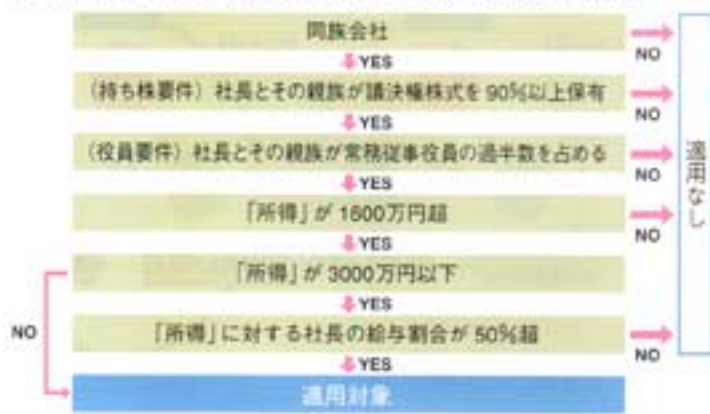 同族会社
NO
YES
（持ち株要件）社長とその親族が議決権株式を90％以上保有
NO
YES
（役員要件）社長とその親族が常務従事役員の過半数を占める
NO
YES
「所得」が1600万円超
NO
YES
「所得」が3000万円以下
NO
YES
「所得」に対する社長の給与割合が50％超
NO
YES
適用対象
適用なし